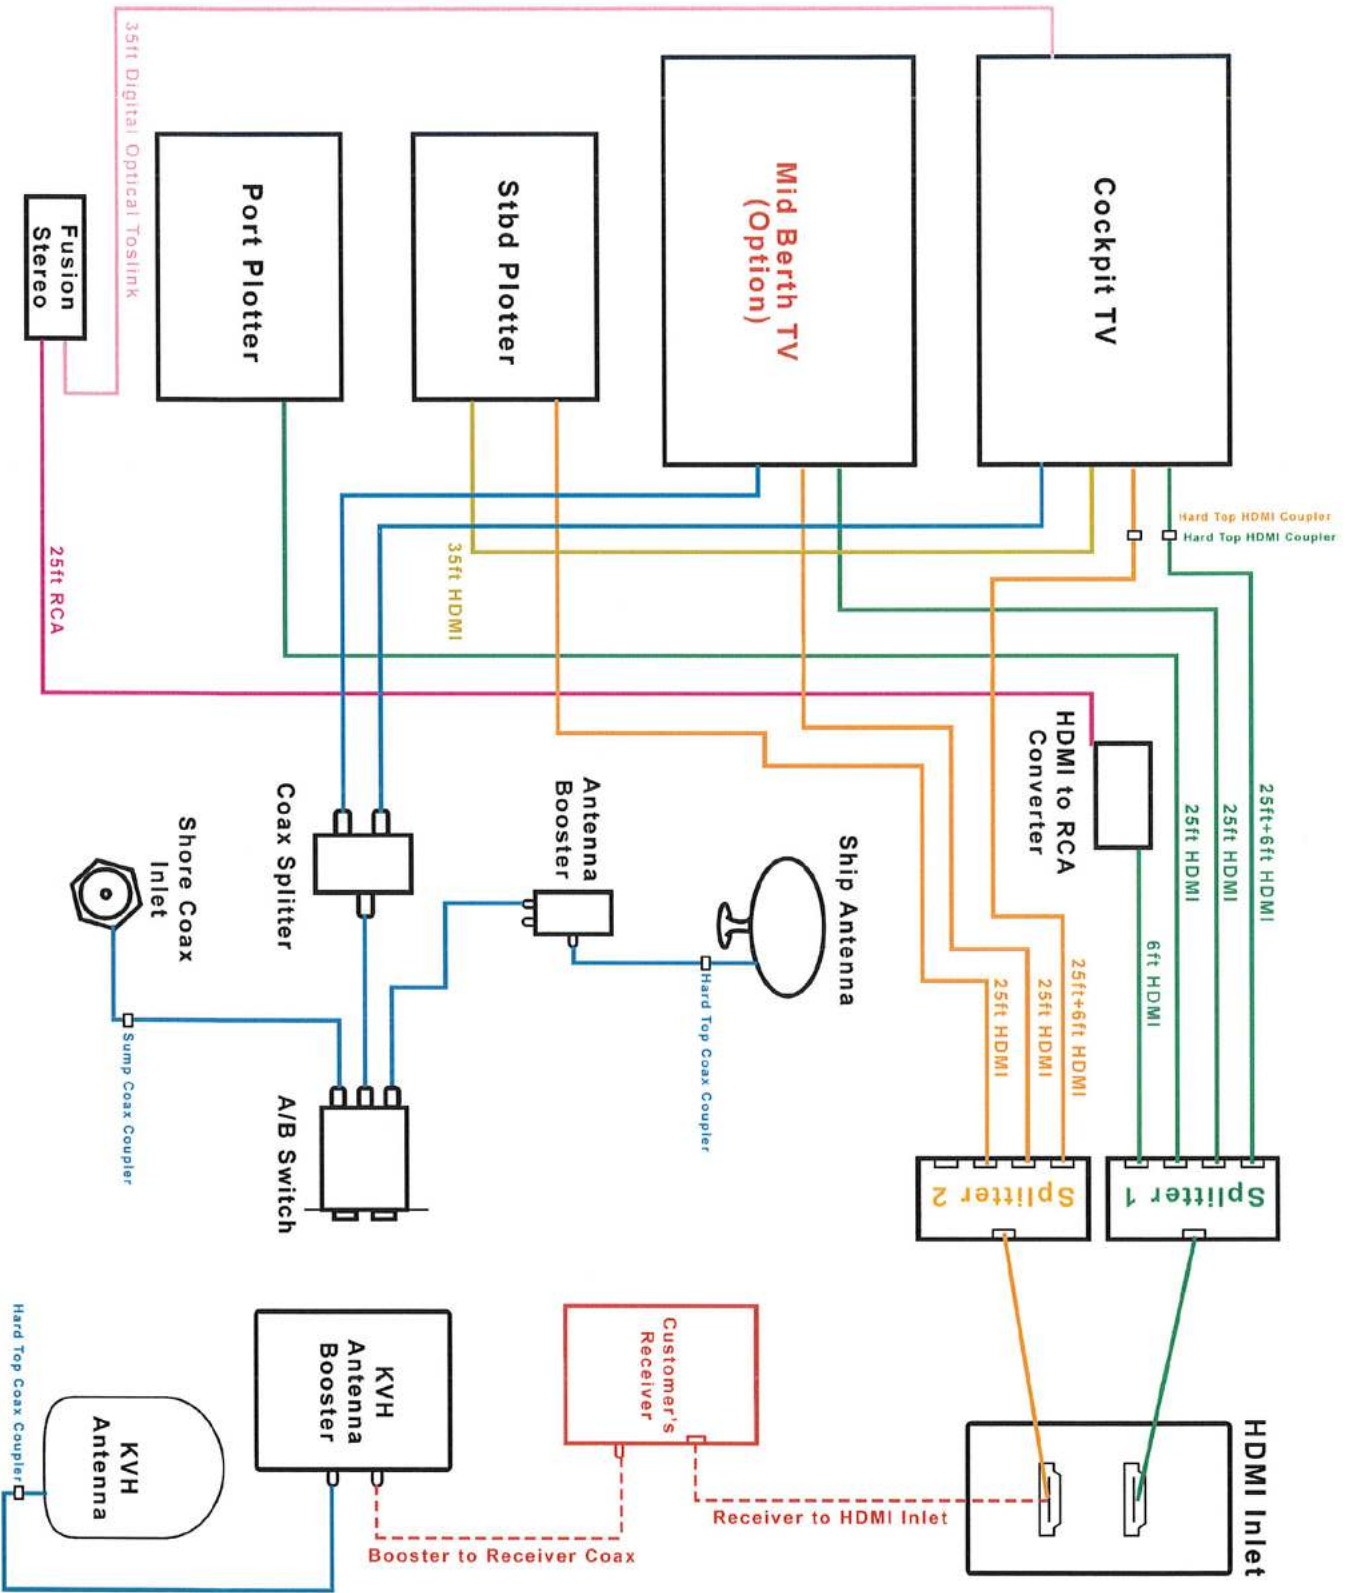 Cockpit TV
Mid Berth TV
(Option)
Stbd Plotter
Port Plotter
Fusion
Stereo
35ft Digital Optical Toslink
Hard Top HDMI Coupler
Hard Top HDMI Coupler
35ft HDMI
25ft RCA
HDMI to RCA
Converter
25ft+6ft HDMI
25ft HDMI
25ft HDMI
6ft HDMI
25ft+6ft HDMI
25ft HDMI
25ft HDMI
Ship Antenna
Antenna
Booster
Coax Splitter
Shore Coax
Inlet
Hard Top Coax Coupler
Sump Coax Coupler
A/B Switch
Splitter 1
Splitter 2
HDMI Inlet
Customer's
Receiver
Receiver to HDMI Inlet
KVH
Antenna
Booster
Booster to Receiver Coax
KVH
Antenna
Hard Top Coax Coupler